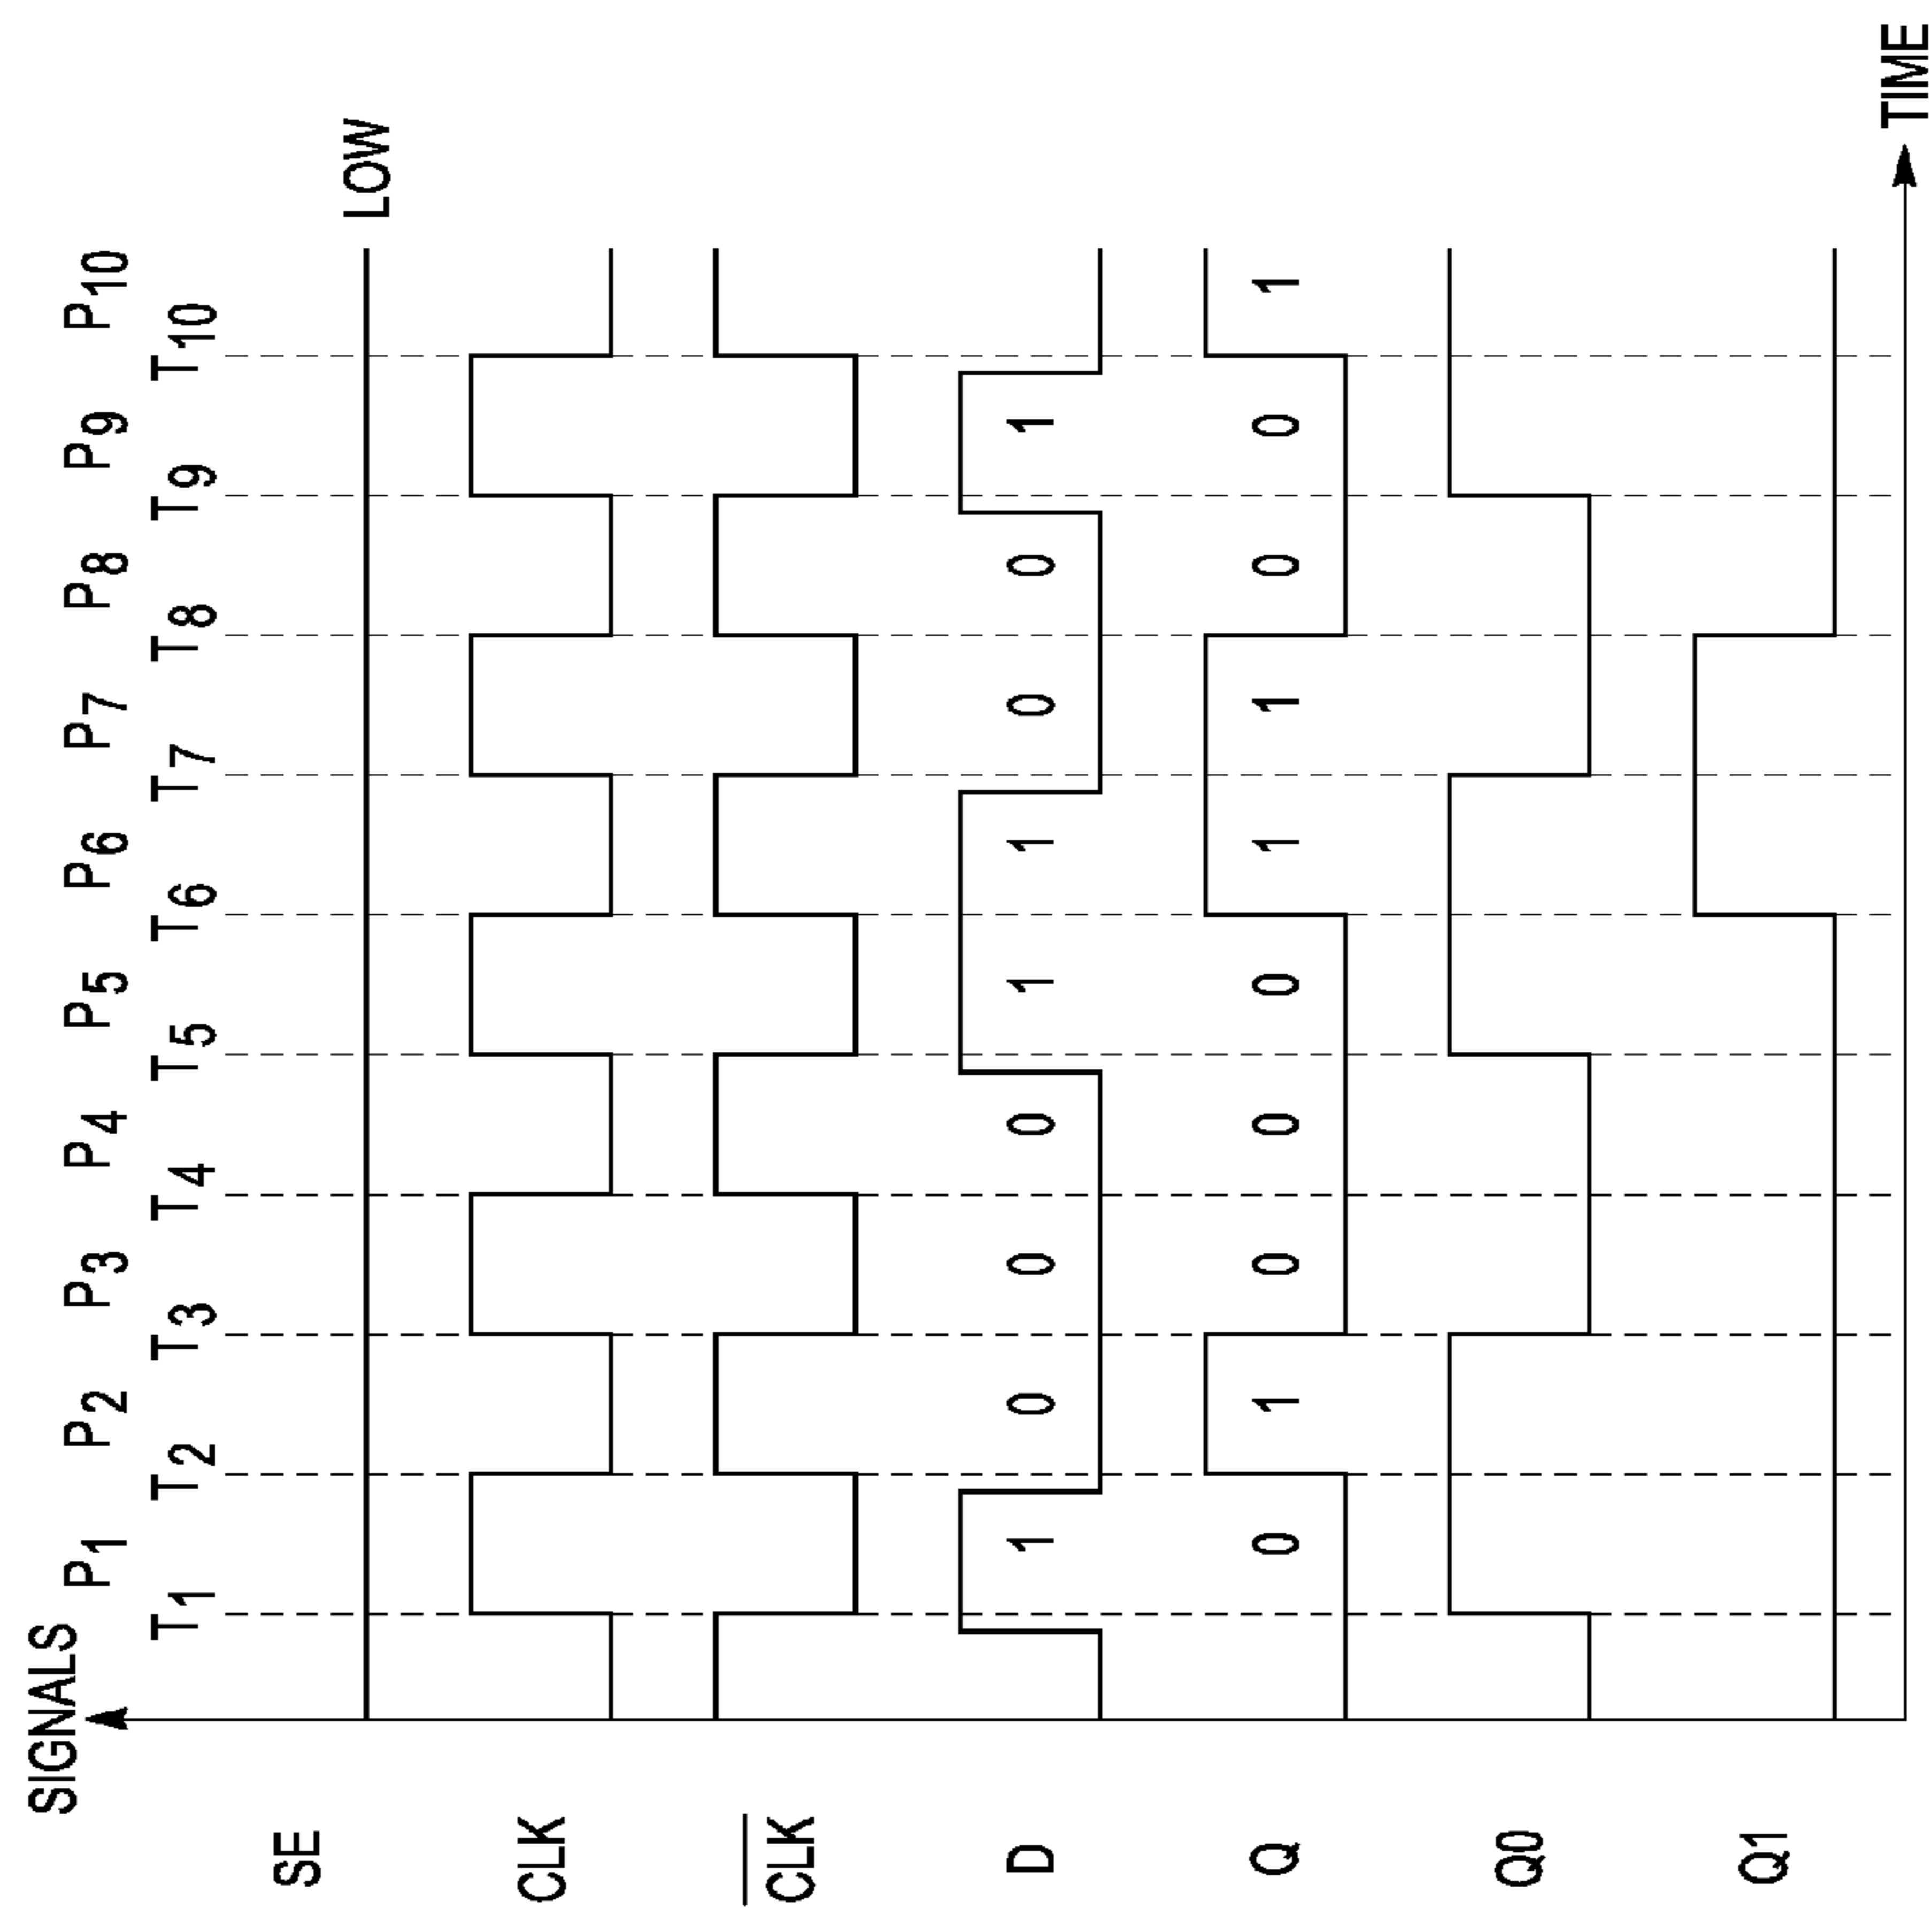 SIGNALS
P1 P2 P3 P4 P5 P6 P7 P8 P9 P10
T1 T2 T3 T4 T5 T6 T7 T8 T9 T10
SE LOW
CLK
CLK
D 1 0 0 0 1 1 0 0 1
Q 0 1 0 0 0 1 1 0 0 1
Q0
Q1
TIME